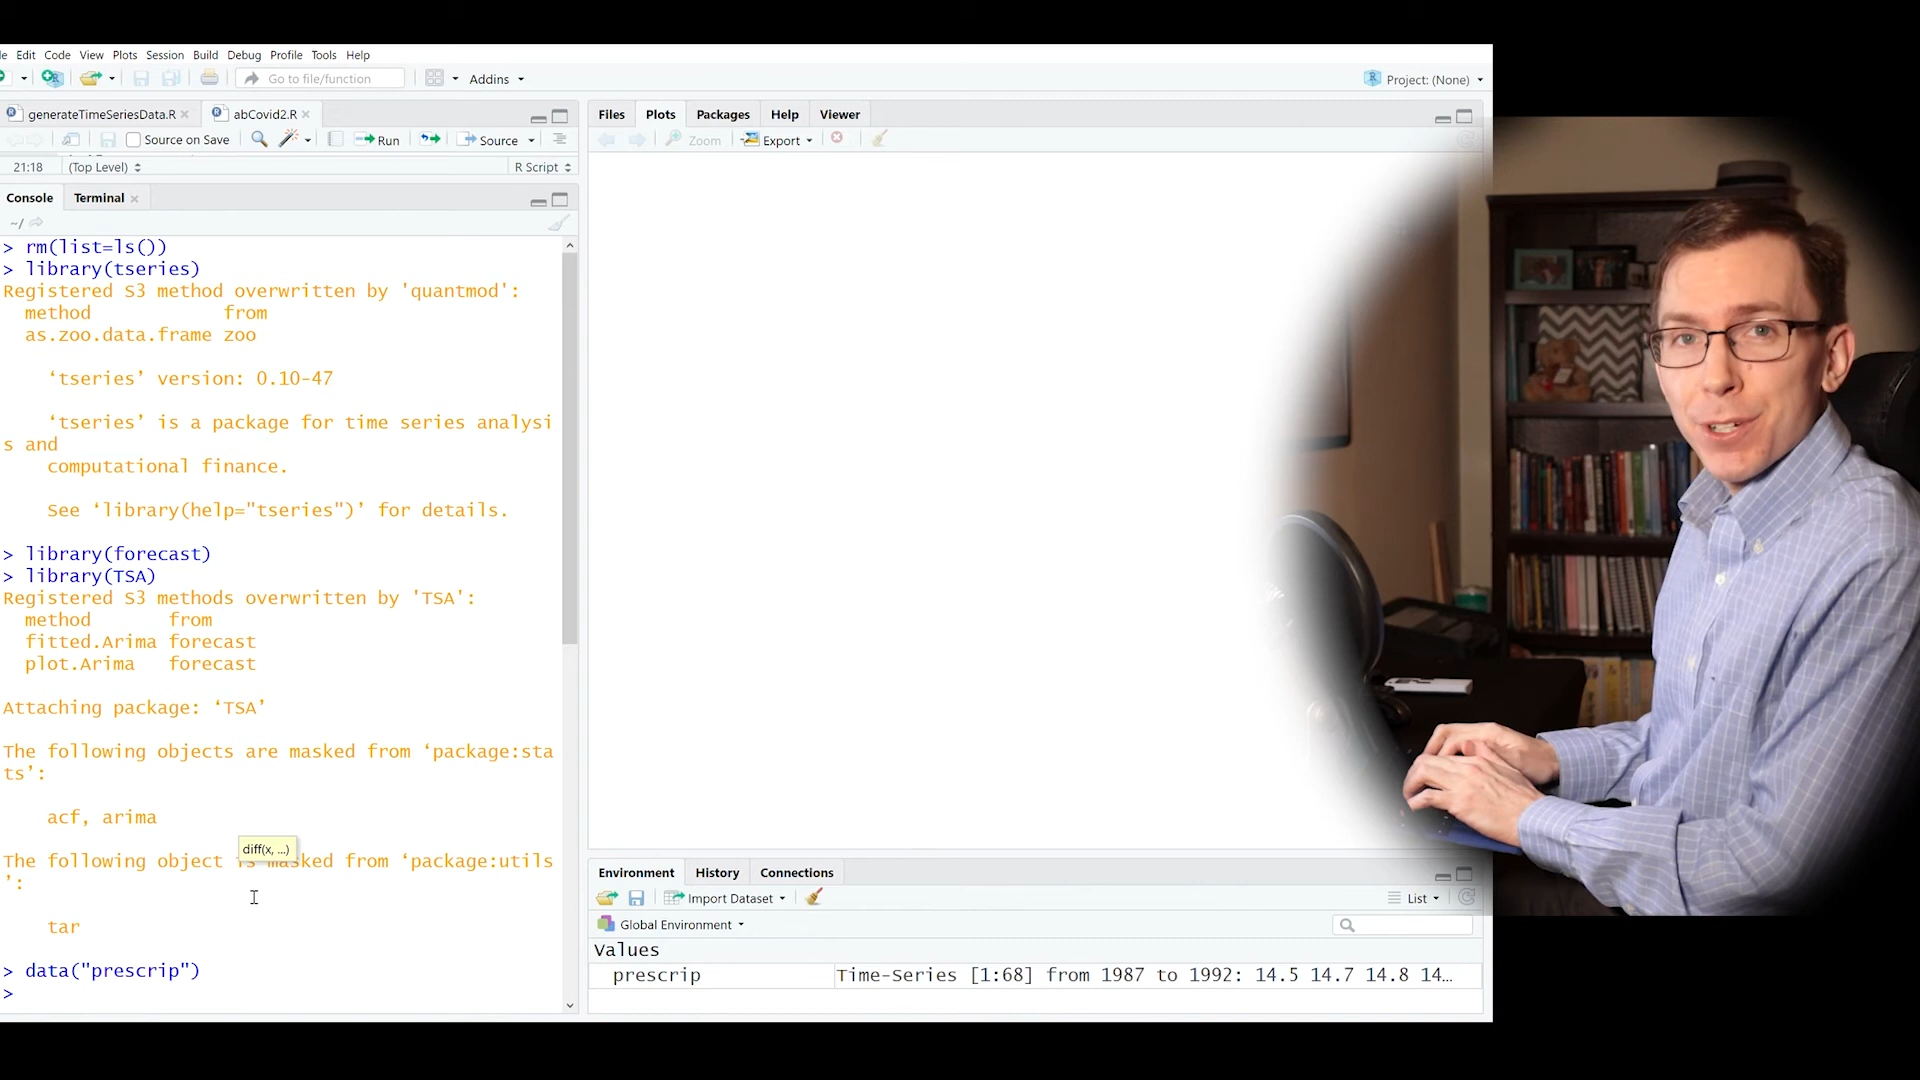 le Edit Code View Plots Session Build Debug Profile Tools Help
Go to file/function Addins Project: (None)
generateTimeSeriesData.R abCovid2.R
Source on Save Run Source
21:18 (Top Level) R Script
Console Terminal
~/
> rm(list=ls())
> library(tseries)
Registered S3 method overwritten by 'quantmod':
method from
as.zoo.data.frame zoo
‘tseries’ version: 0.10-47
‘tseries’ is a package for time series analysi
s and
computational finance.
See ‘library(help="tseries")’ for details.
> library(forecast)
> library(TSA)
Registered S3 methods overwritten by 'TSA':
method from
fitted.Arima forecast
plot.Arima forecast
Attaching package: ‘TSA’
The following objects are masked from ‘package:sta
ts’:
acf, arima
diff(x, ...)
The following object is masked from ‘package:utils
’:
tar
> data("prescrip")
>
Files Plots Packages Help Viewer
Zoom Export
Environment History Connections
Import Dataset List
Global Environment
Values
prescrip Time-Series [1:68] from 1987 to 1992: 14.5 14.7 14.8 14…